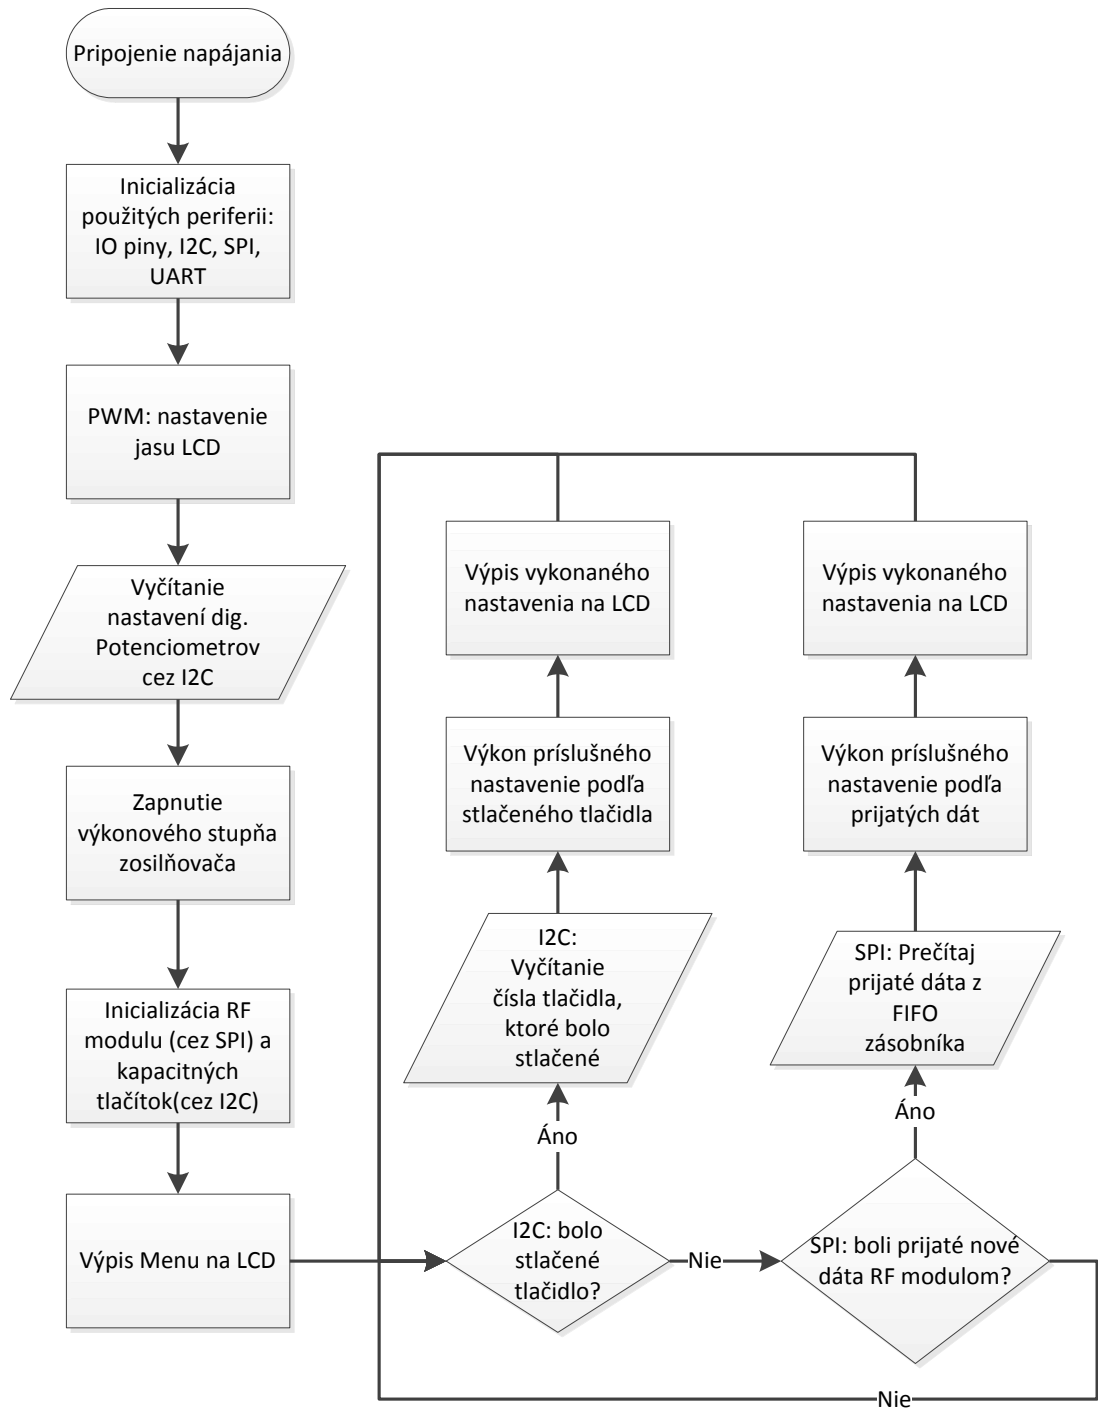 Pripojenie napájania
Inicializácia
použitých periferii:
IO piny, I2C, SPI,
UART
PWM: nastavenie
jasu LCD
Vyčítanie
nastavení dig.
Potenciometrov
cez I2C
Zapnutie
výkonového stupňa
zosilňovača
Inicializácia RF
modulu (cez SPI) a
kapacitných
tlačítok(cez I2C)
Výpis Menu na LCD
I2C: bolo
stlačené
tlačidlo?
Áno
I2C:
Vyčítanie
čísla tlačidla,
ktoré bolo
stlačené
Výkon príslušného
nastavenie podľa
stlačeného tlačidla
Výpis vykonaného
nastavenia na LCD
Nie
SPI: boli prijaté nové
dáta RF modulom?
Áno
SPI: Prečítaj
prijaté dáta z
FIFO
zásobníka
Výkon príslušného
nastavenie podľa
prijatých dát
Výpis vykonaného
nastavenia na LCD
Nie